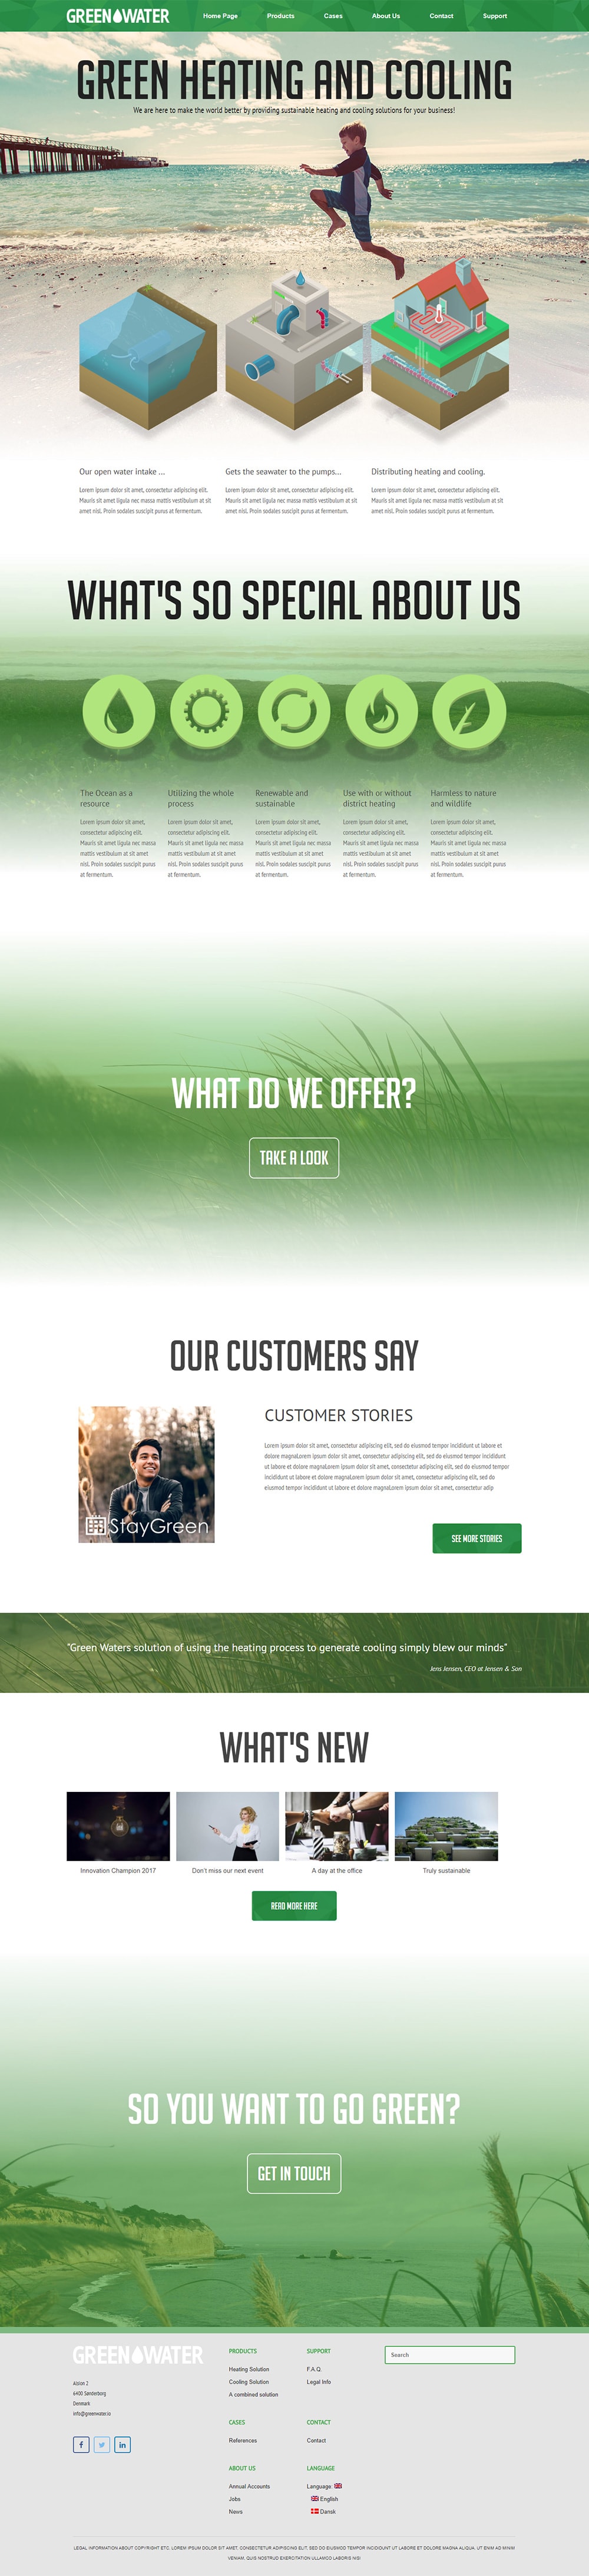 GREEN WATER
Home Page Products Cases About Us Contact Support
GREEN HEATING AND COOLING
We are here to make the world better by providing sustainable heating and cooling solutions for your business!
Our open water intake ...
Lorem ipsum dolor sit amet, consectetur adipiscing elit.
Mauris sit amet ligula nec massa mattis vestibulum at sit
amet nisl. Proin sodales suscipit purus at fermentum.
Gets the seawater to the pumps...
Lorem ipsum dolor sit amet, consectetur adipiscing elit.
Mauris sit amet ligula nec massa mattis vestibulum at sit
amet nisl. Proin sodales suscipit purus at fermentum.
Distributing heating and cooling.
Lorem ipsum dolor sit amet, consectetur adipiscing elit.
Mauris sit amet ligula nec massa mattis vestibulum at sit
amet nisl. Proin sodales suscipit purus at fermentum.
WHAT'S SO SPECIAL ABOUT US
The Ocean as a
resource
Lorem ipsum dolor sit amet,
consectetur adipiscing elit.
Mauris sit amet ligula nec massa
mattis vestibulum at sit amet
nisl. Proin sodales suscipit purus
at fermentum.
Utilizing the whole
process
Lorem ipsum dolor sit amet,
consectetur adipiscing elit.
Mauris sit amet ligula nec massa
mattis vestibulum at sit amet
nisl. Proin sodales suscipit purus
at fermentum.
Renewable and
sustainable
Lorem ipsum dolor sit amet,
consectetur adipiscing elit.
Mauris sit amet ligula nec massa
mattis vestibulum at sit amet
nisl. Proin sodales suscipit purus
at fermentum.
Use with or without
district heating
Lorem ipsum dolor sit amet,
consectetur adipiscing elit.
Mauris sit amet ligula nec massa
mattis vestibulum at sit amet
nisl. Proin sodales suscipit purus
at fermentum.
Harmless to nature
and wildlife
Lorem ipsum dolor sit amet,
consectetur adipiscing elit.
Mauris sit amet ligula nec massa
mattis vestibulum at sit amet
nisl. Proin sodales suscipit purus
at fermentum.
WHAT DO WE OFFER?
TAKE A LOOK
OUR CUSTOMERS SAY
StayGreen
CUSTOMER STORIES
Lorem ipsum dolor sit amet, consectetur adipiscing elit, sed do eiusmod tempor incididunt ut labore et
dolore magnaLorem ipsum dolor sit amet, consectetur adipiscing elit, sed do eiusmod tempor incididunt
ut labore et dolore magnaLorem ipsum dolor sit amet, consectetur adipiscing elit, sed do eiusmod tempor
incididunt ut labore et dolore magnaLorem ipsum dolor sit amet, consectetur adipiscing elit, sed do
eiusmod tempor incididunt ut labore et dolore magnaLorem ipsum dolor sit amet, consectetur adip
SEE MORE STORIES
"Green Waters solution of using the heating process to generate cooling simply blew our minds"
Jens Jensen, CEO at Jensen & Son
WHAT'S NEW
Innovation Champion 2017
Don't miss our next event
A day at the office
Truly sustainable
READ MORE HERE
SO YOU WANT TO GO GREEN?
GET IN TOUCH
GREEN WATER
Alsion 2
6400 Sønderborg
Denmark
info@greenwater.io
PRODUCTS
Heating Solution
Cooling Solution
A combined solution
SUPPORT
F.A.Q.
Legal Info
Search
CASES
References
CONTACT
Contact
ABOUT US
Annual Accounts
Jobs
News
LANGUAGE
Language:
English
Dansk
LEGAL INFORMATION ABOUT COPYRIGHT ETC. LOREM IPSUM DOLOR SIT AMET, CONSECTETUR ADIPISCING ELIT, SED DO EIUSMOD TEMPOR INCIDIDUNT UT LABORE ET DOLORE MAGNA ALIQUA. UT ENIM AD MINIM
VENIAM, QUIS NOSTRUD EXERCITATION ULLAMCO LABORIS NISI